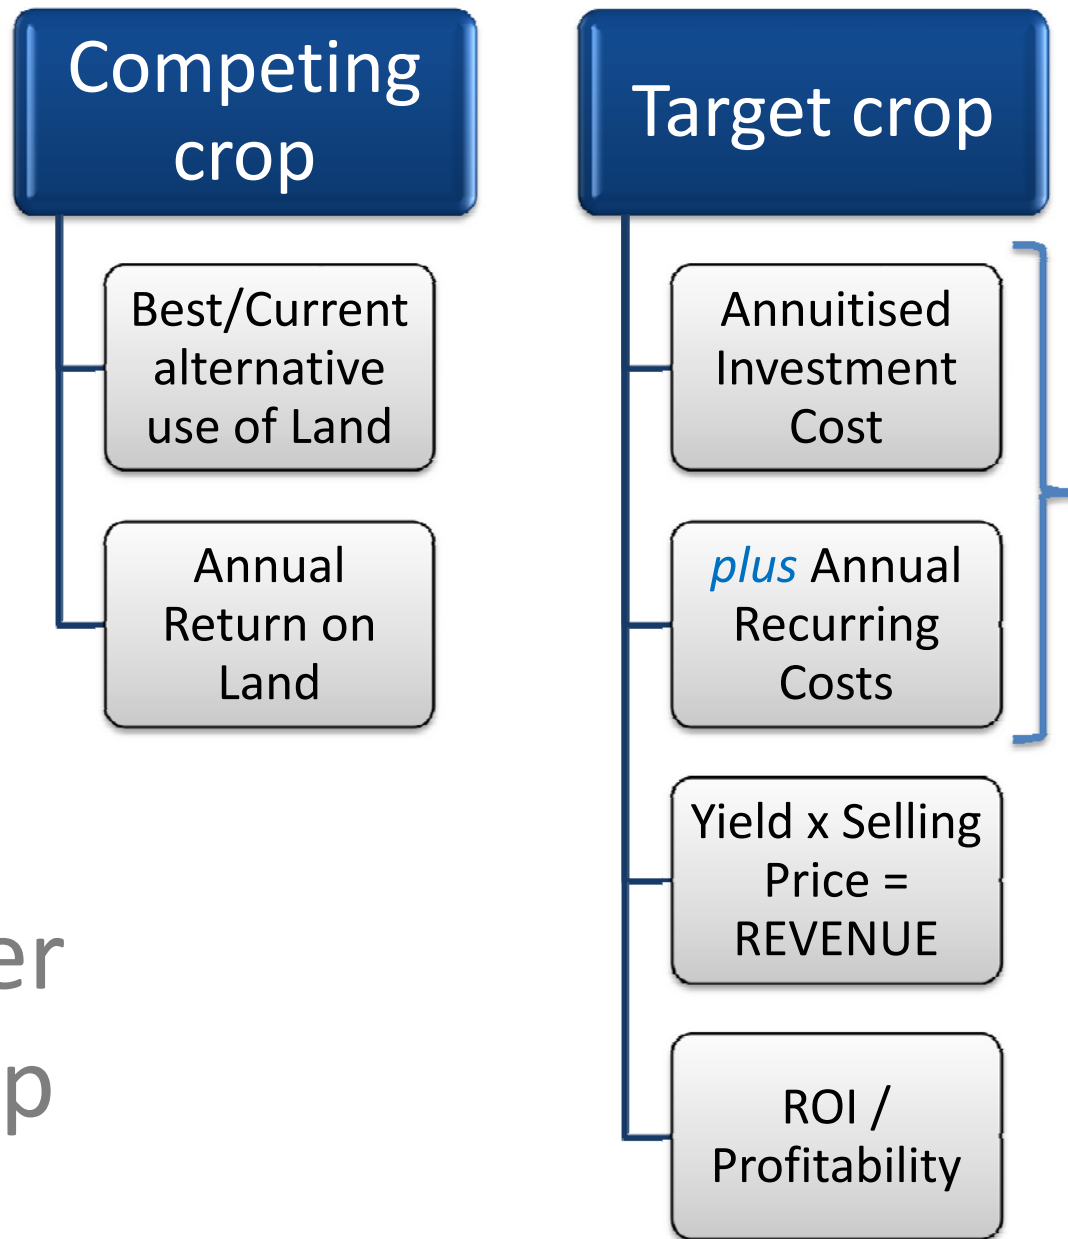 Competing
crop
Best/Current
alternative
use of Land
Annual
Return on
Land
Target crop
Annuitised
Investment
Cost
plus Annual
Recurring
Costs
Yield x Selling
Price =
REVENUE
ROI /
Profitability
er
p